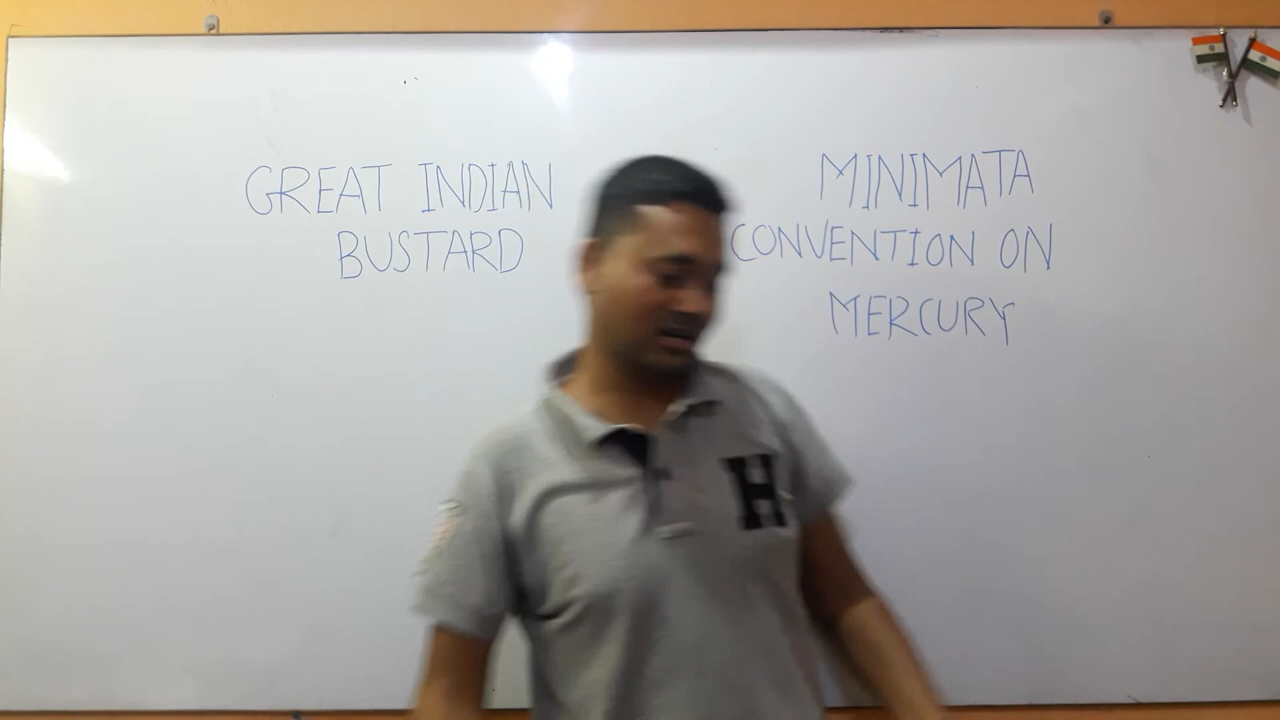 GREAT INDIAN
BUSTARD
MINIMATA
CONVENTION ON
MERCURY
H